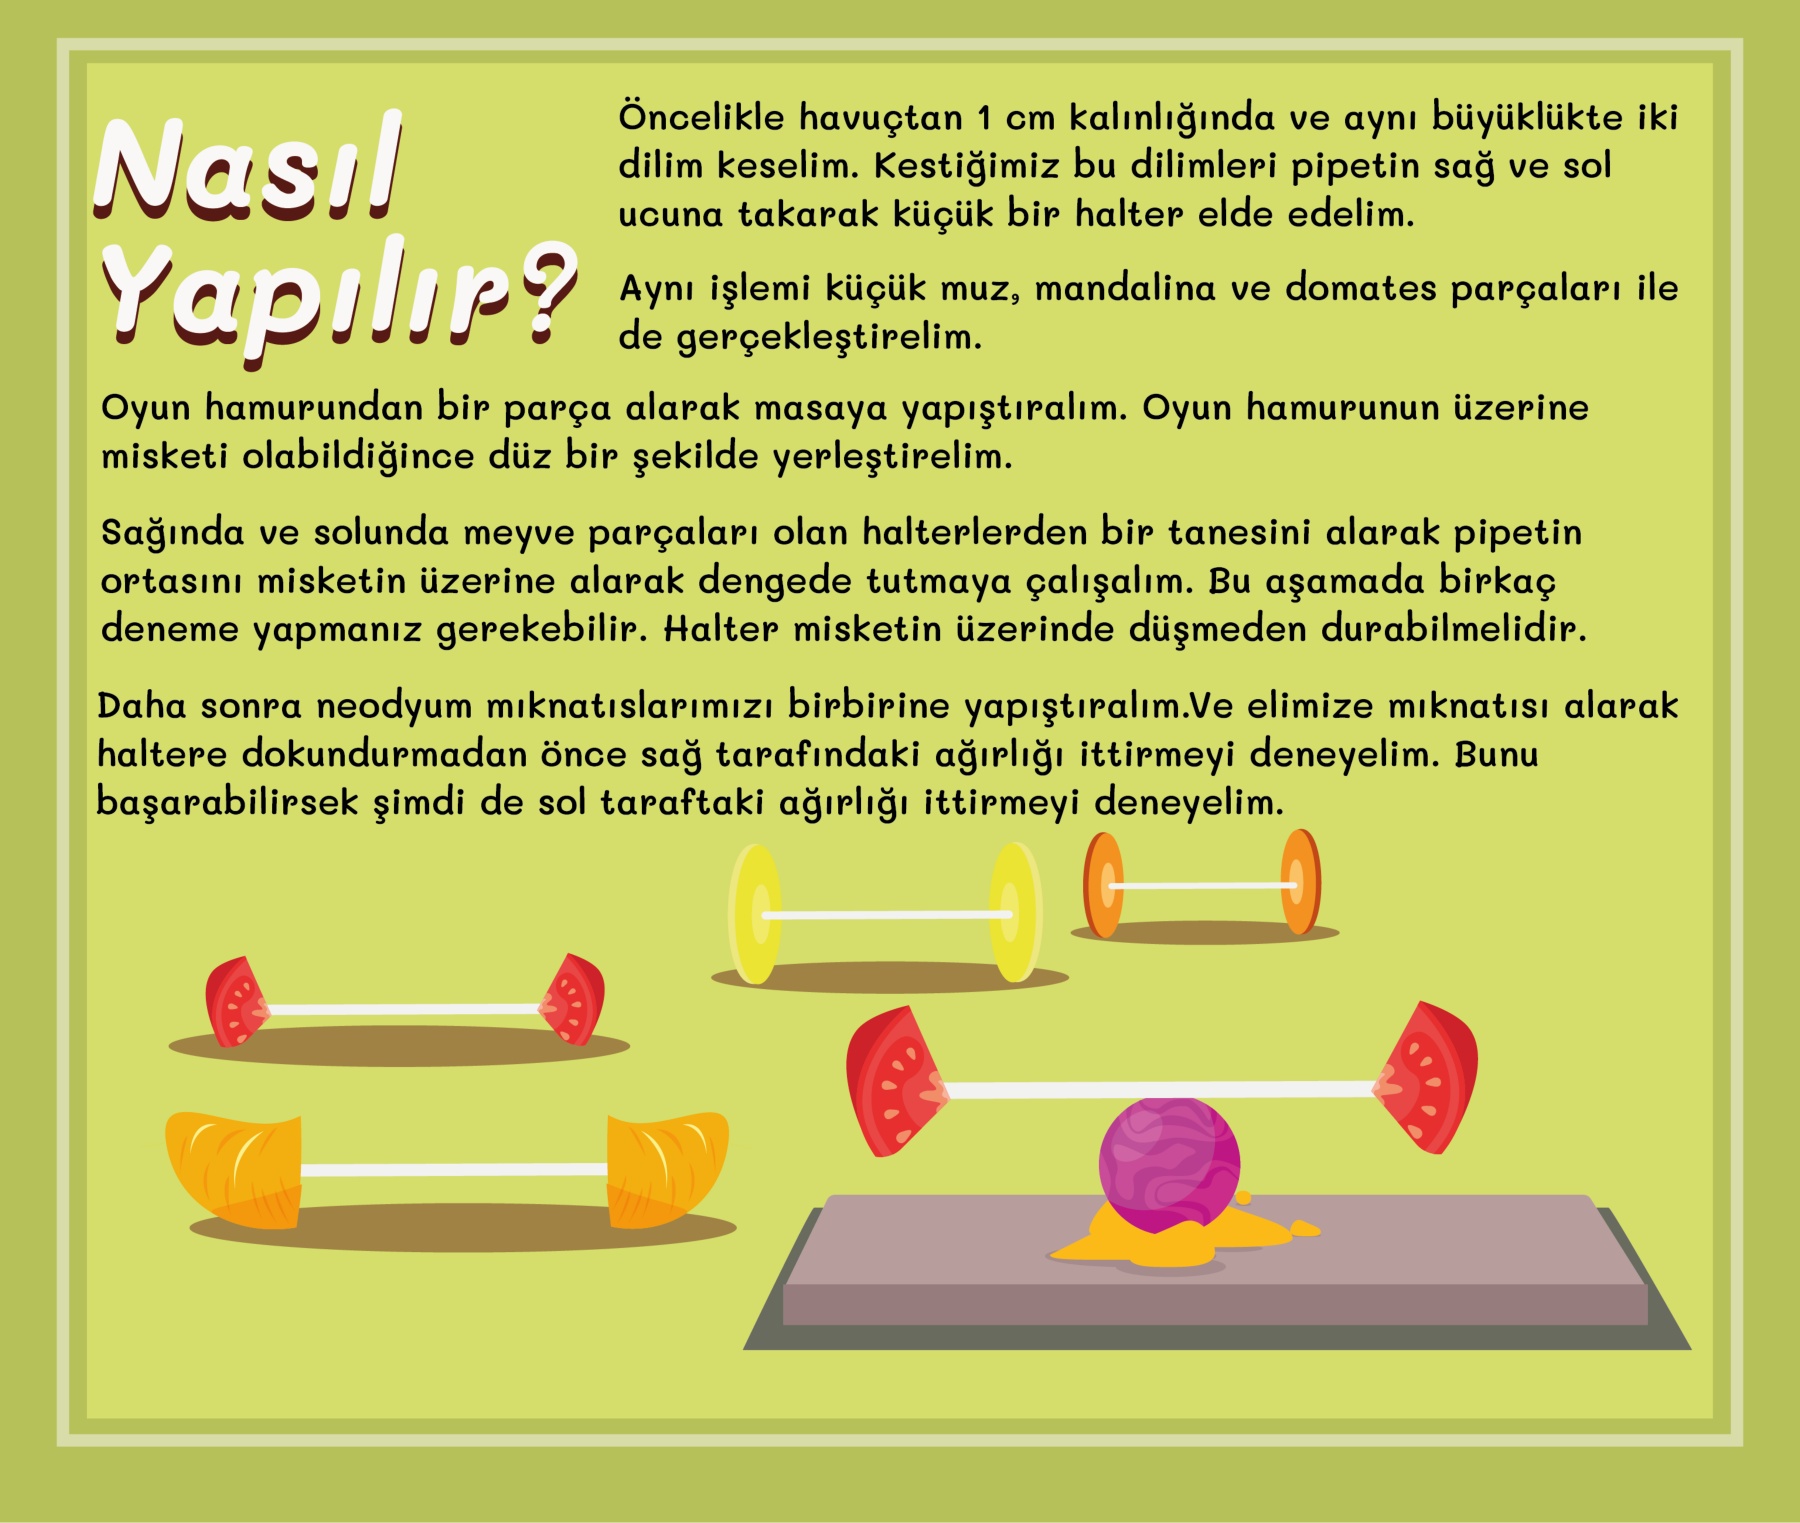 Nasıl
Yapılır?
Öncelikle havuçtan 1 cm kalınlığında ve aynı büyüklükte iki
dilim keselim. Kestiğimiz bu dilimleri pipetin sağ ve sol
ucuna takarak küçük bir halter elde edelim.
Aynı işlemi küçük muz, mandalina ve domates parçaları ile
de gerçekleştirelim.
Oyun hamurundan bir parça alarak masaya yapıştıralım. Oyun hamurunun üzerine
misketi olabildiğince düz bir şekilde yerleştirelim.
Sağında ve solunda meyve parçaları olan halterlerden bir tanesini alarak pipetin
ortasını misketin üzerine alarak dengede tutmaya çalışalım. Bu aşamada birkaç
deneme yapmanız gerekebilir. Halter misketin üzerinde düşmeden durabilmelidir.
Daha sonra neodyum mıknatıslarımızı birbirine yapıştıralım.Ve elimize mıknatısı alarak
haltere dokundurmadan önce sağ tarafındaki ağırlığı ittirmeyi deneyelim. Bunu
başarabilirsek şimdi de sol taraftaki ağırlığı ittirmeyi deneyelim.